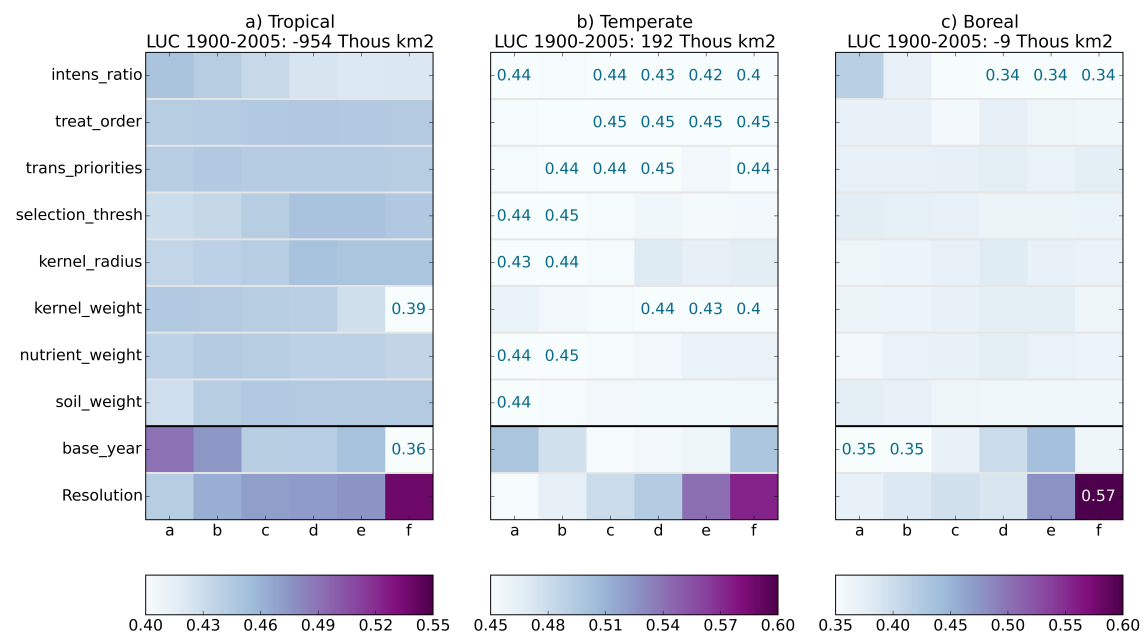 a) Tropical
LUC 1900-2005: -954 Thous km2
b) Temperate
LUC 1900-2005: 192 Thous km2
c) Boreal
LUC 1900-2005: -9 Thous km2
intens_ratio 0.44 0.44 0.43 0.42 0.4 0.34 0.34 0.34
treat_order 0.45 0.45 0.45 0.45
trans_priorities 0.44 0.44 0.45 0.44
selection_thresh 0.44 0.45
kernel_radius 0.43 0.44
kernel_weight 0.39 0.44 0.43 0.4
nutrient_weight 0.44 0.45
soil_weight 0.44
base_year 0.36 0.35 0.35
Resolution 0.57
a b c d e f a b c d e f a b c d e f
0.40 0.43 0.46 0.49 0.52 0.55 0.45 0.48 0.51 0.54 0.57 0.60 0.35 0.40 0.45 0.50 0.55 0.60